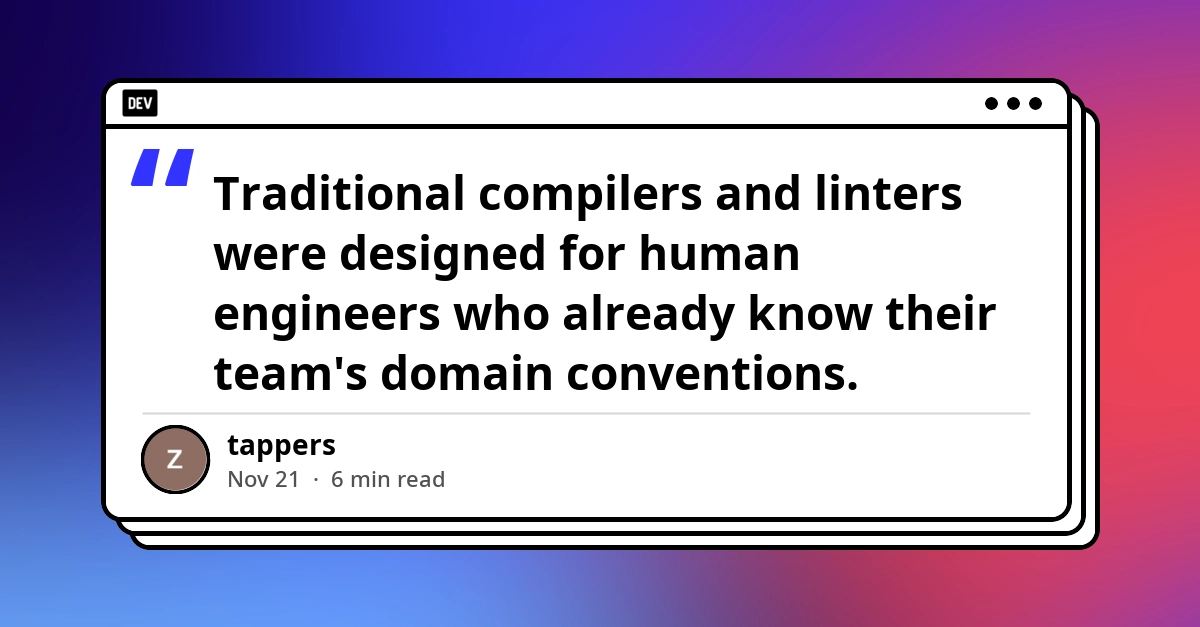 DEV
“
Traditional compilers and linters
were designed for human
engineers who already know their
team's domain conventions.
Z
tappers
Nov 21 · 6 min read